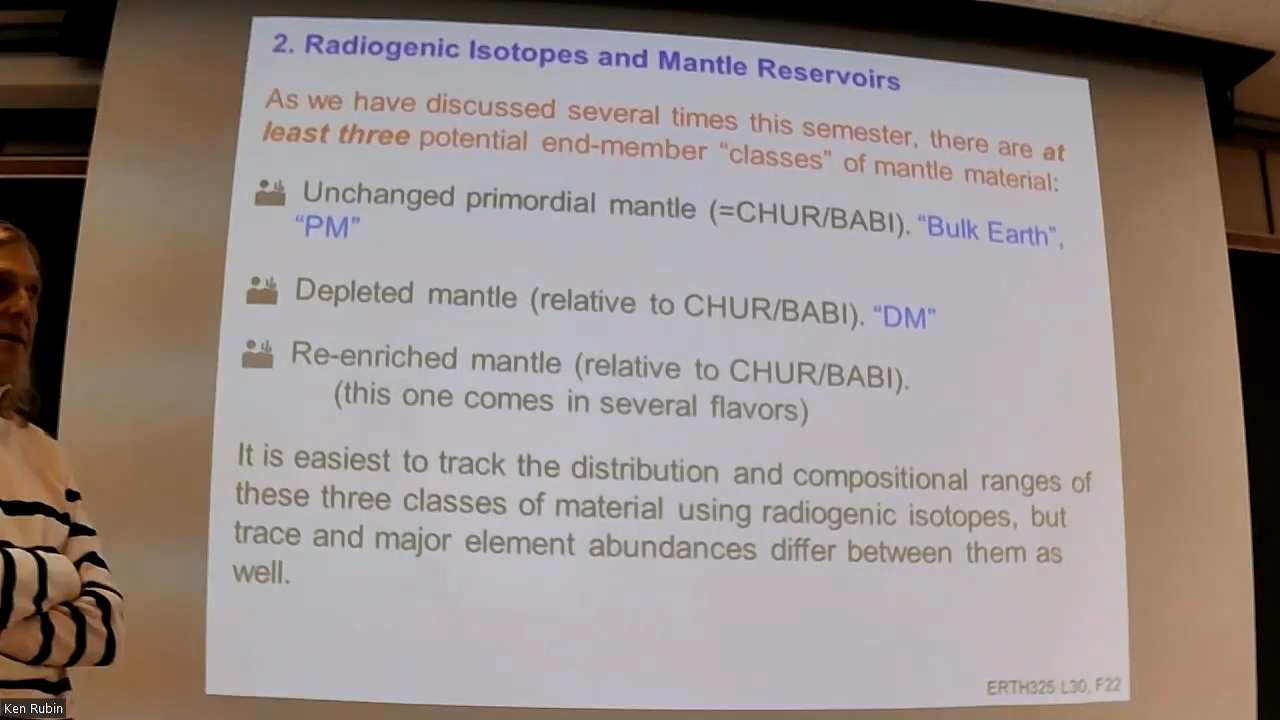 2. Radiogenic Isotopes and Mantle Reservoirs
As we have discussed several times this semester, there are at
least three potential end-member “classes” of mantle material:
Unchanged primordial mantle (=CHUR/BABI). “Bulk Earth”,
“PM”
Depleted mantle (relative to CHUR/BABI). “DM”
Re-enriched mantle (relative to CHUR/BABI).
(this one comes in several flavors)
It is easiest to track the distribution and compositional ranges of
these three classes of material using radiogenic isotopes, but
trace and major element abundances differ between them as
well.
ERTH325 L30, F22
Ken Rubin